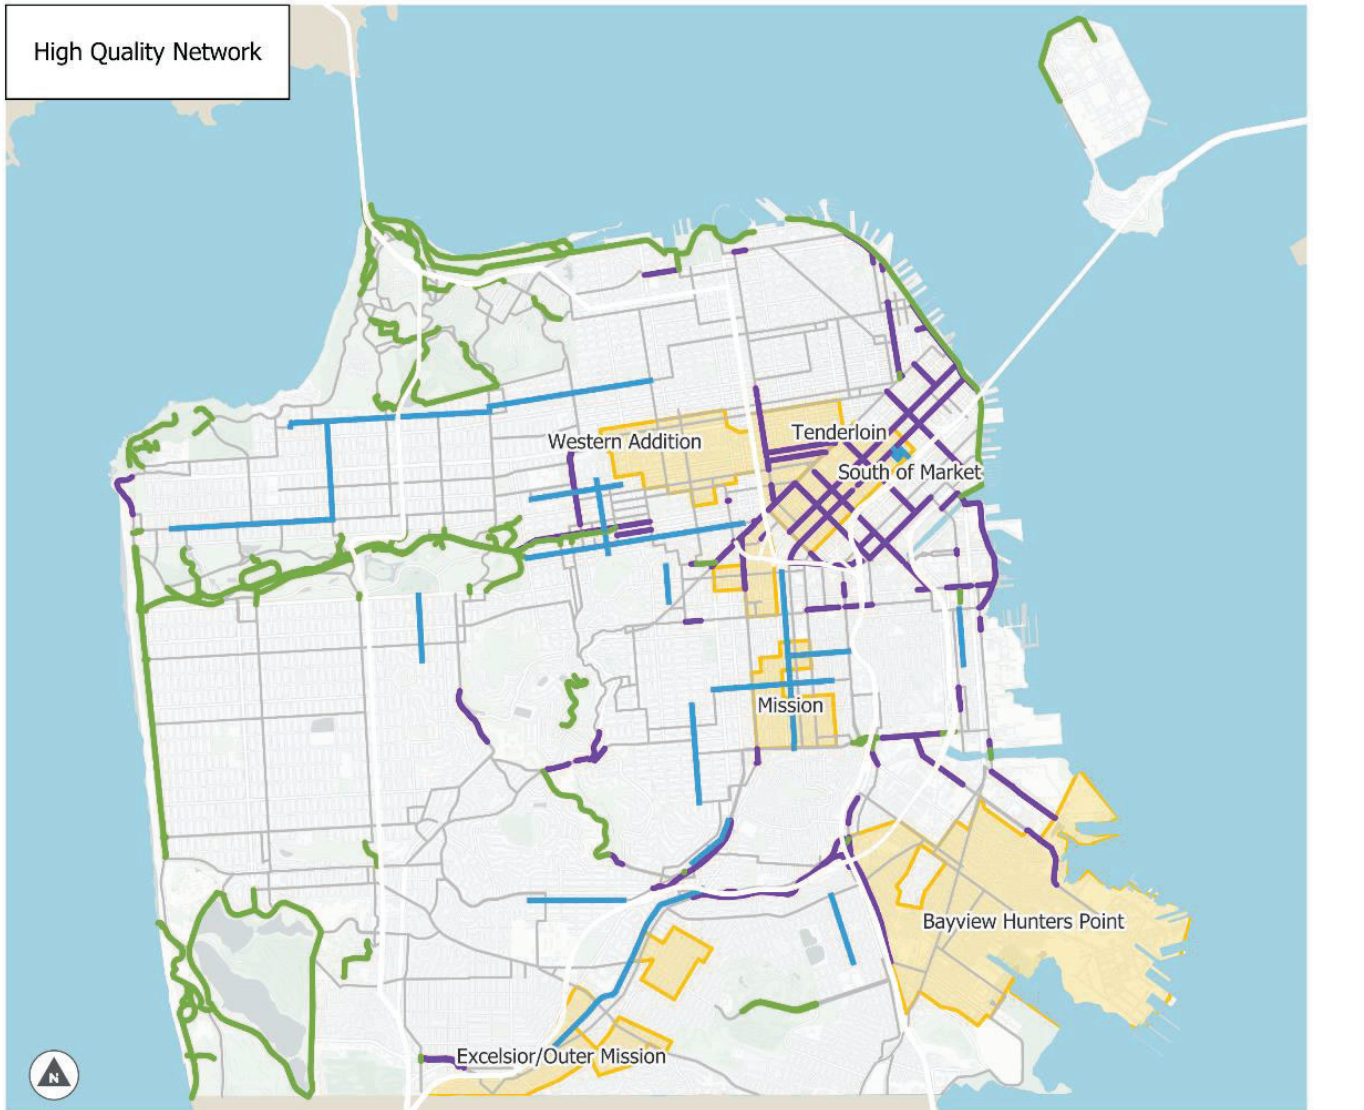 High Quality Network
Western Addition
Tenderloin
South of Market
Mission
Bayview Hunters Point
Excelsior/Outer Mission
N